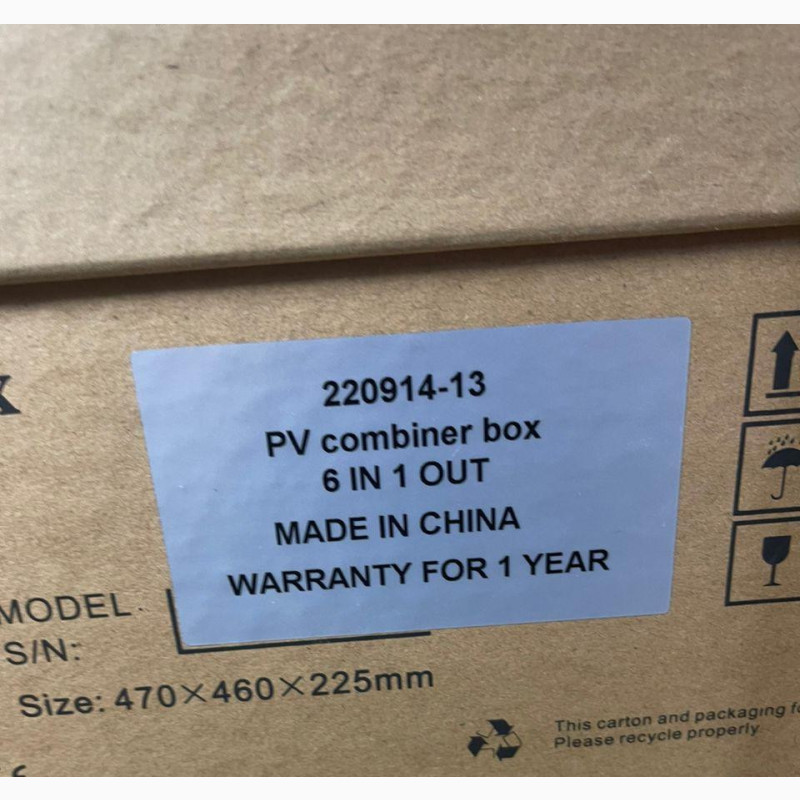 220914-13
PV combiner box
6 IN 1 OUT
MADE IN CHINA
WARRANTY FOR 1 YEAR
MODEL
S/N:
Size: 470×460×225mm
This carton and packaging
Please recycle properly